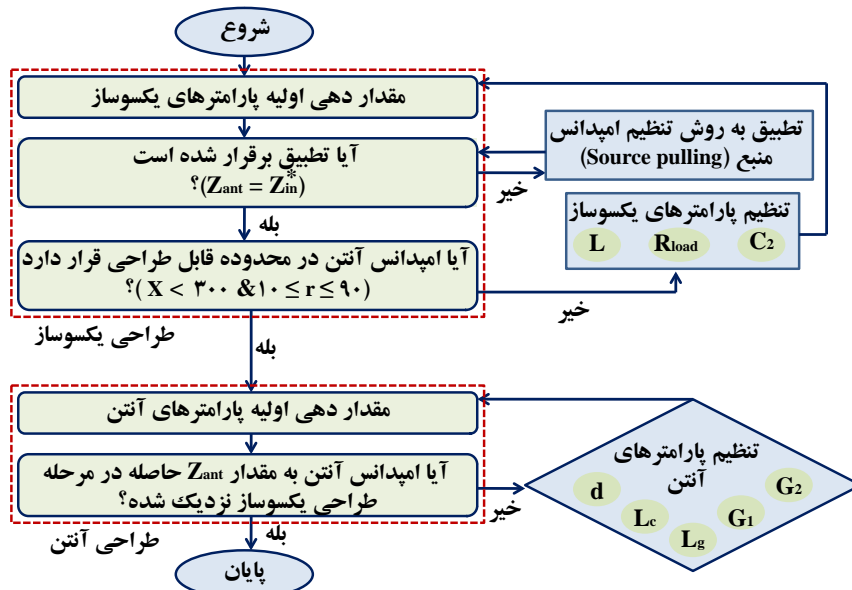 شروع
مقدار دهی اولیه پارامترهای یکسوساز
تطبیق به روش تنظیم امپدانس
منبع (Source pulling)
آیا تطبیق برقرار شده است
(Zant = Zin*)؟
خیر
بله
تنظیم پارامترهای یکسوساز
L Rload C2
آیا امپدانس آنتن در محدوده قابل طراحی قرار دارد
(X < ۳۰۰ &۱۰ ≤ r ≤ ۹۰)؟
خیر
طراحی یکسوساز
بله
مقدار دهی اولیه پارامترهای آنتن
تنظیم پارامترهای
آنتن
d Lc Lg G1 G2
آیا امپدانس آنتن به مقدار Zant حاصله در مرحله
طراحی یکسوساز نزدیك شده؟
خیر
طراحی آنتن
بله
پایان